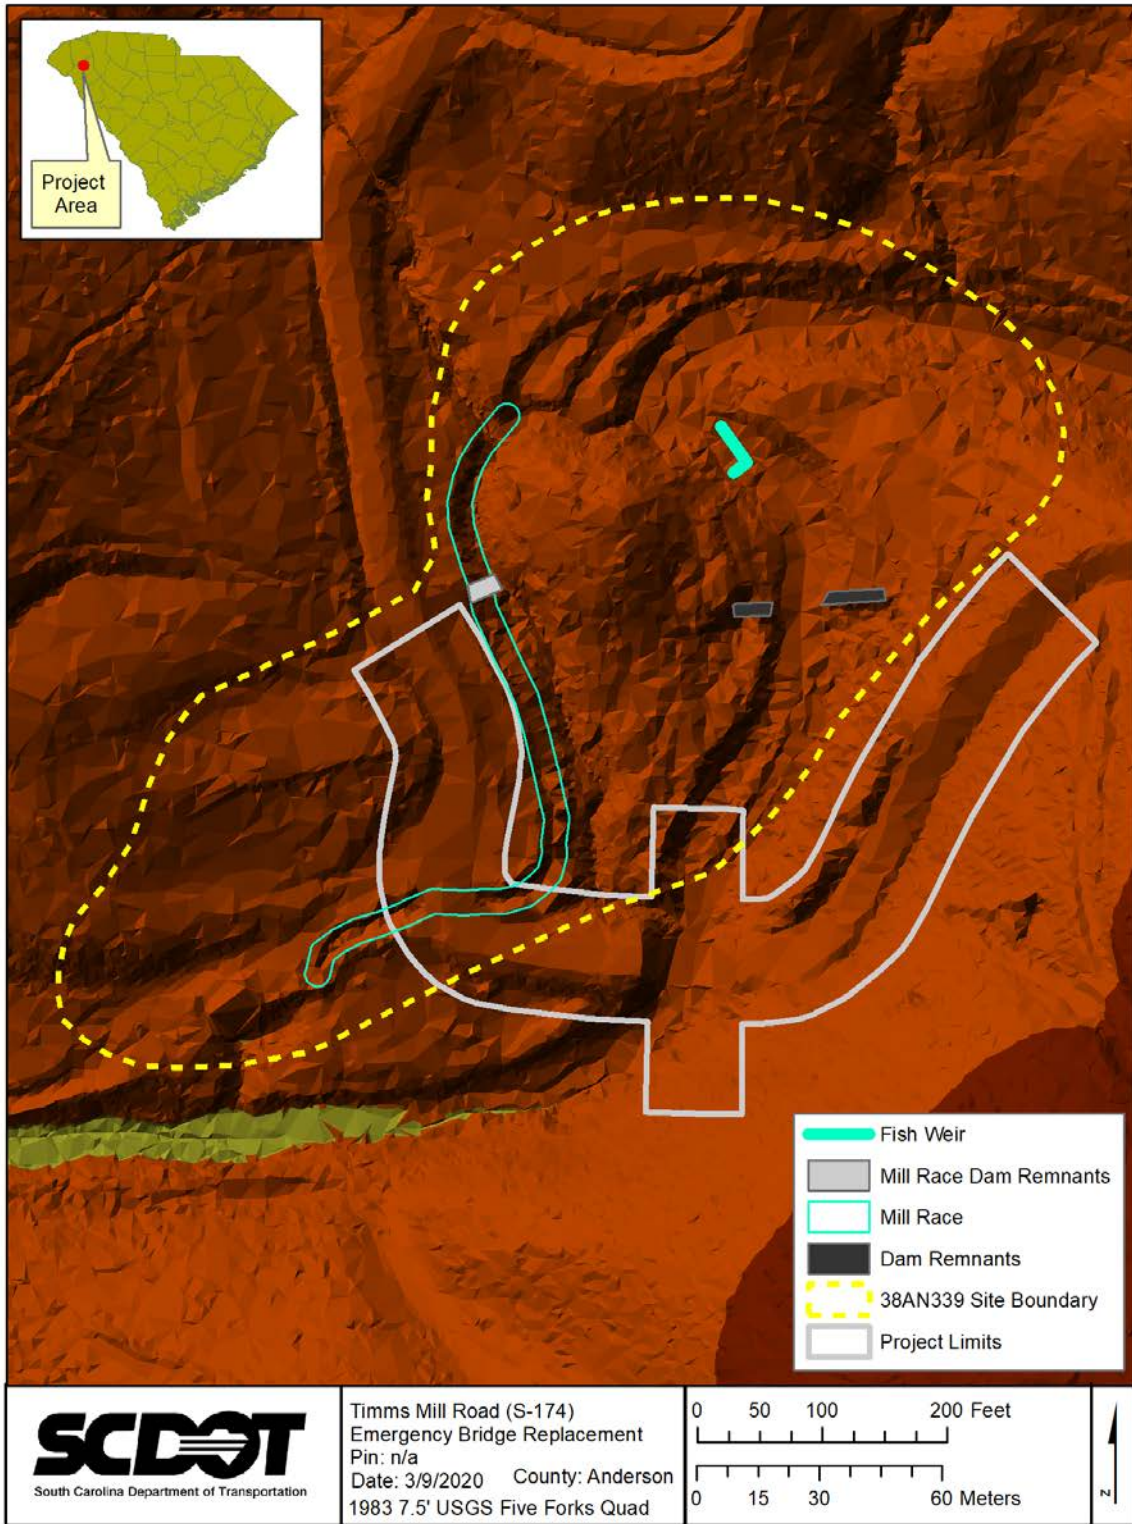 Project
Area
Fish Weir
Mill Race Dam Remnants
Mill Race
Dam Remnants
38AN339 Site Boundary
Project Limits
SCDOT
South Carolina Department of Transportation
Timms Mill Road (S-174)
Emergency Bridge Replacement
Pin: n/a
Date: 3/9/2020 County: Anderson
1983 7.5' USGS Five Forks Quad
0 50 100 200 Feet
0 15 30 60 Meters
N